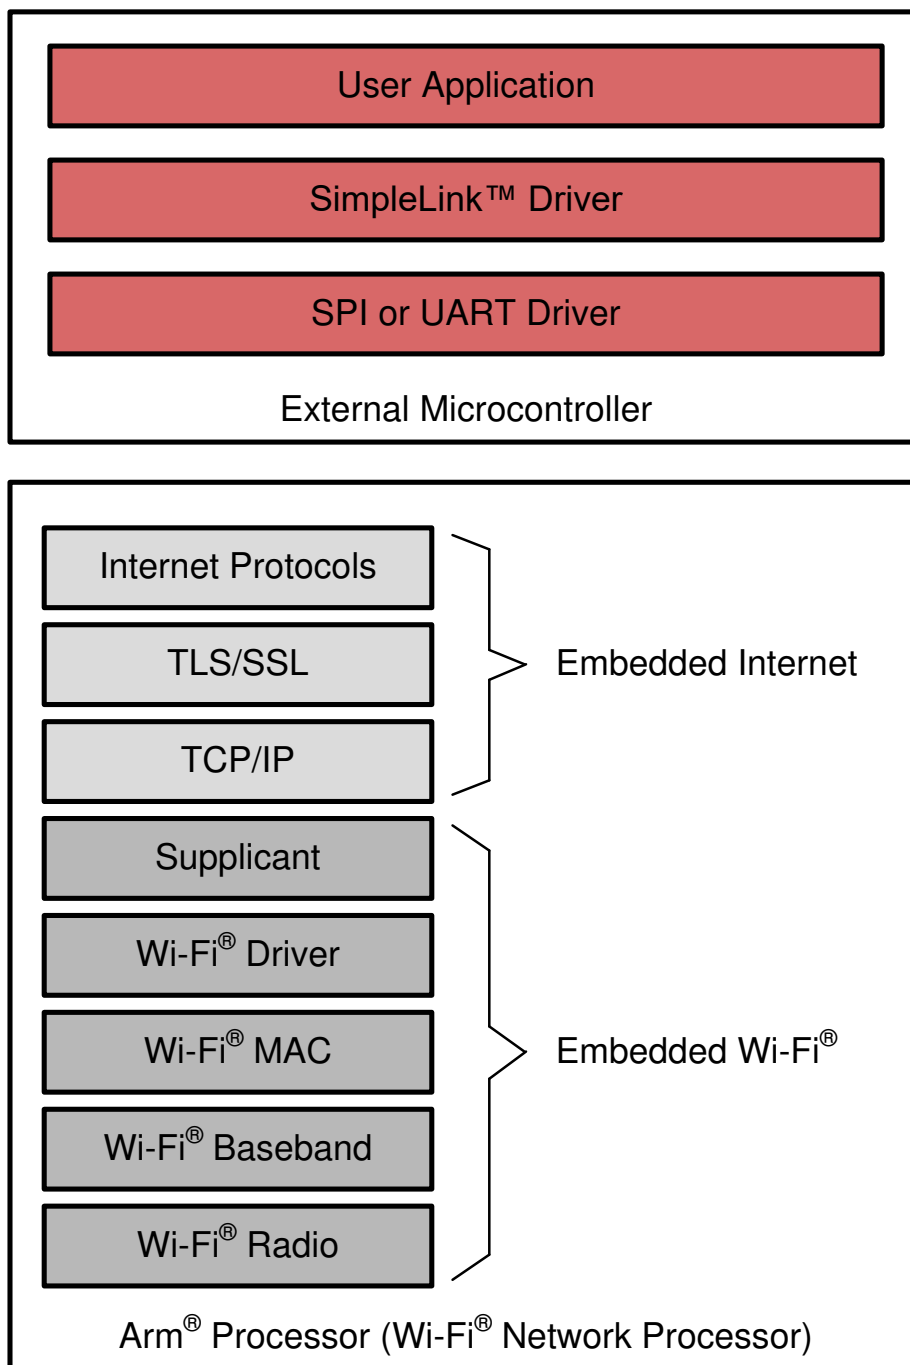 User Application
SimpleLink™ Driver
SPI or UART Driver
External Microcontroller
Internet Protocols
TLS/SSL
TCP/IP
Embedded Internet
Supplicant
Wi-Fi® Driver
Wi-Fi® MAC
Wi-Fi® Baseband
Wi-Fi® Radio
Embedded Wi-Fi®
Arm® Processor (Wi-Fi® Network Processor)